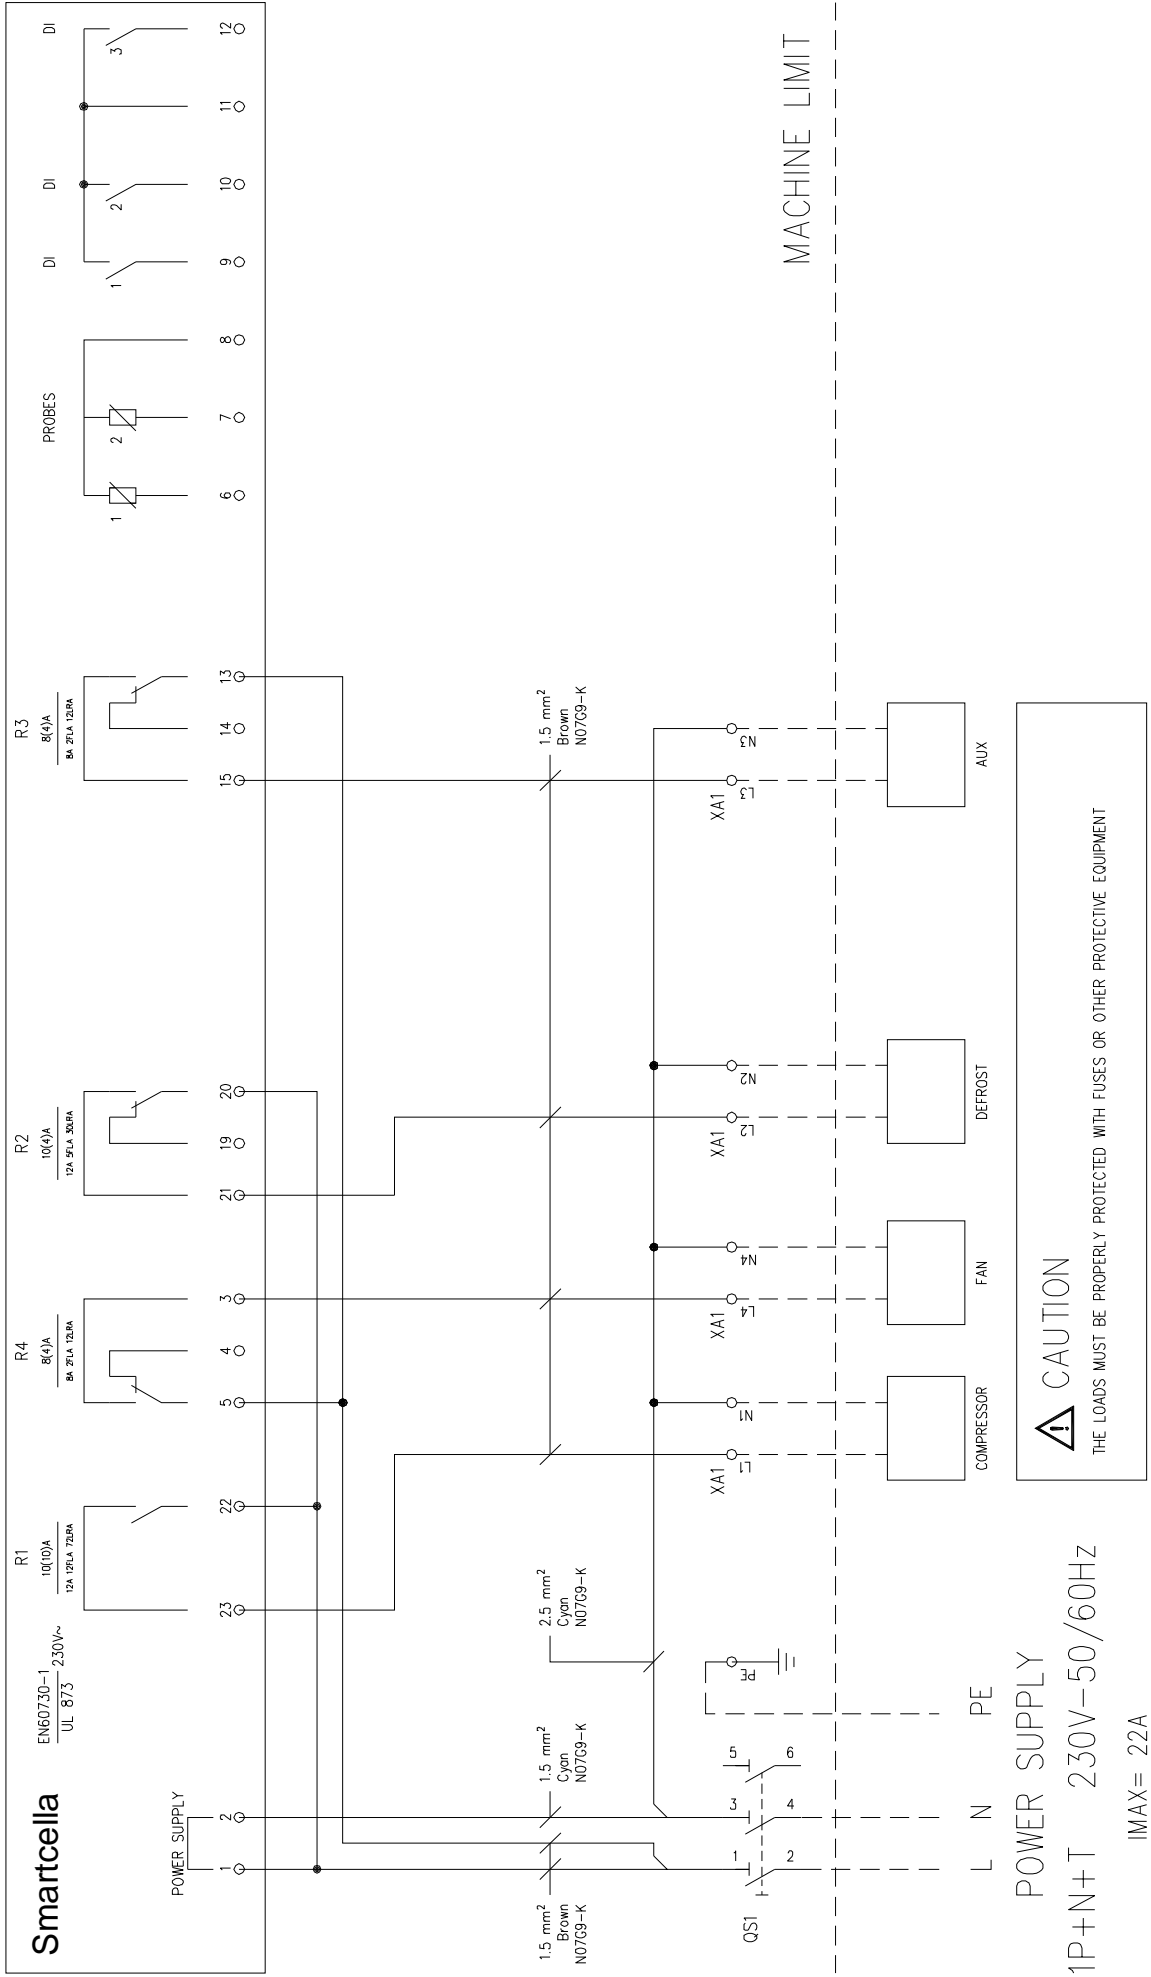 Smartcella
EN60730-1
UL 873
230V~
POWER SUPPLY
1
2
R1
10(10)A
12A 12FLA 72LRA
23
22
R4
8(4)A
8A 2FLA 12LRA
5
4
3
R2
10(4)A
12A 5FLA 30LRA
21
19
20
R3
8(4)A
8A 2FLA 12LRA
15
14
13
PROBES
1
2
6
7
8
DI
DI
DI
1
2
3
9
10
11
12
1.5 mm²
Brown
N07G9-K
1.5 mm²
Cyan
N07G9-K
2.5 mm²
Cyan
N07G9-K
1.5 mm²
Brown
N07G9-K
QS1
1
2
3
4
5
6
PE
XA1
L1
N1
XA1
L4
N4
XA1
L2
N2
XA1
L3
N3
MACHINE LIMIT
L
N
PE
COMPRESSOR
FAN
DEFROST
AUX
POWER SUPPLY
1P+N+T 230V-50/60Hz
IMAX= 22A
CAUTION
THE LOADS MUST BE PROPERLY PROTECTED WITH FUSES OR OTHER PROTECTIVE EQUIPMENT